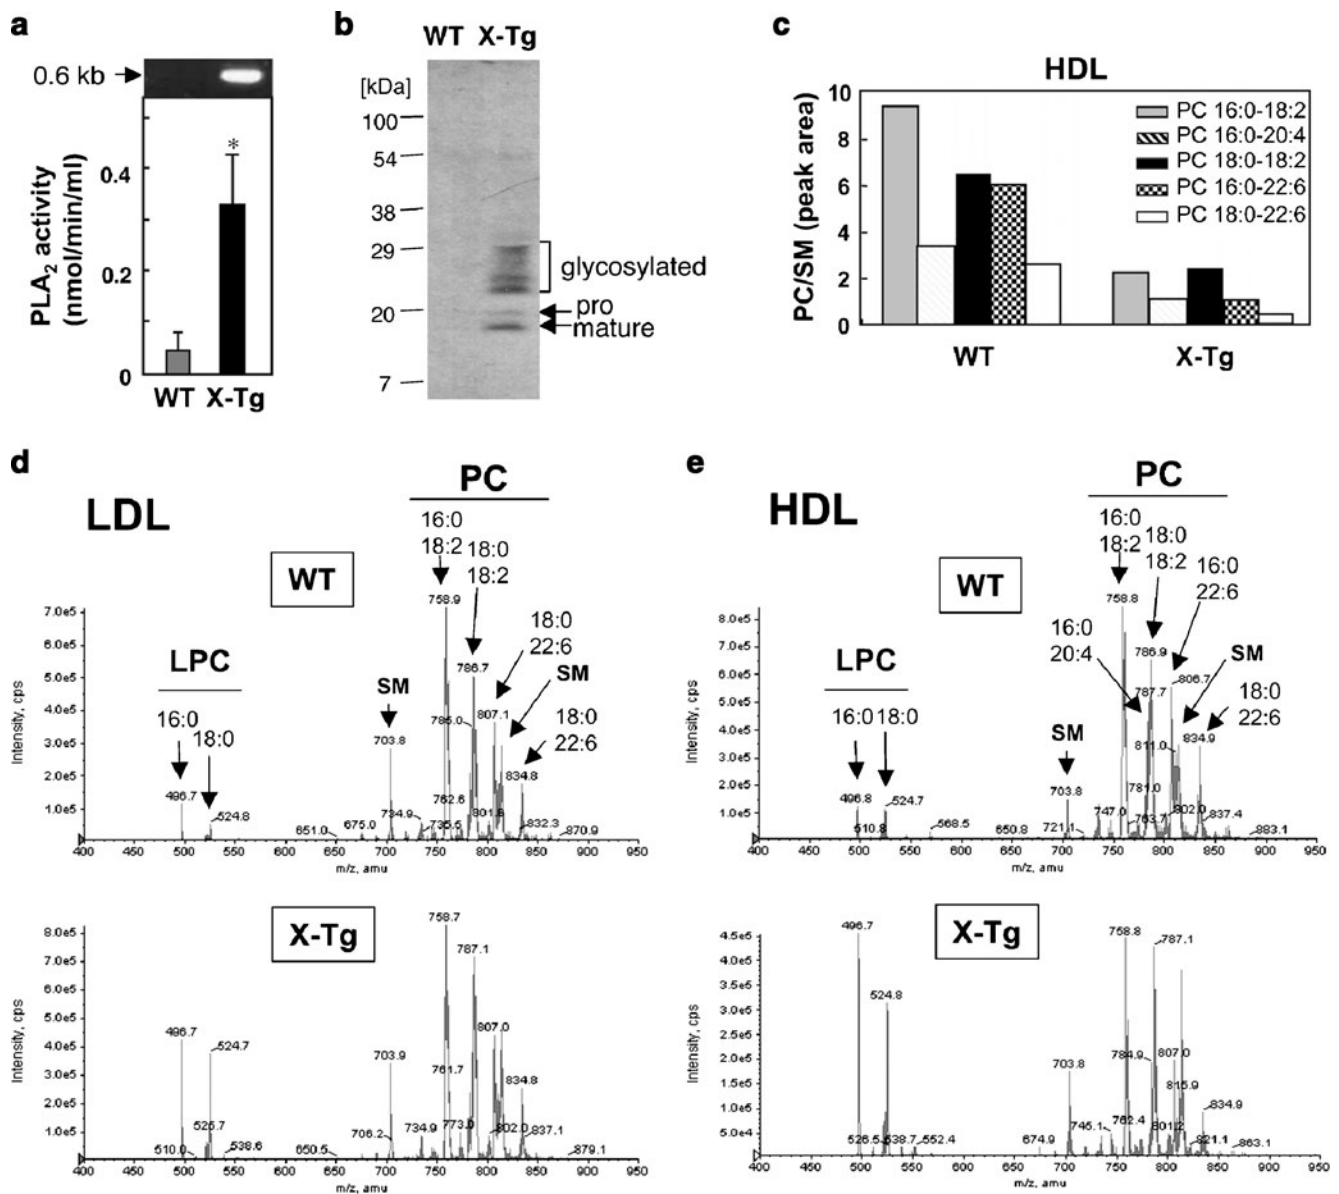 a
0.6 kb
PLA2 activity
(nmol/min/ml)
0.4
0.2
0
*
WT X-Tg
b
WT X-Tg
[kDa]
100
54
38
29
20
7
glycosylated
pro
mature
c
HDL
PC/SM (peak area)
10
8
6
4
2
0
PC 16:0-18:2
PC 16:0-20:4
PC 18:0-18:2
PC 16:0-22:6
PC 18:0-22:6
WT
X-Tg
d
LDL
WT
PC
16:0
18:2
18:0
18:2
18:0
22:6
SM
18:0
22:6
LPC
16:0
18:0
SM
Intensity, cps
7.0e5
6.0e5
5.0e5
4.0e5
3.0e5
2.0e5
1.0e5
496.7
524.8
651.0
675.0
703.8
734.9
735.5
758.9
762.6
786.7
785.0
807.1
801.8
834.8
832.3
870.9
400 450 500 550 600 650 700 750 800 850 900 950
m/z, amu
X-Tg
Intensity, cps
8.0e5
7.0e5
6.0e5
5.0e5
4.0e5
3.0e5
2.0e5
1.0e5
496.7
524.7
525.7
510.0
538.6
650.5
703.9
706.2
734.9
758.7
761.7
773.0
787.1
807.0
802.0
834.8
837.1
879.1
400 450 500 550 600 650 700 750 800 850 900 950
m/z, amu
e
HDL
WT
PC
16:0
18:2
18:0
18:2
16:0
22:6
16:0
20:4
SM
18:0
22:6
LPC
16:0 18:0
SM
Intensity, cps
8.0e5
7.0e5
6.0e5
5.0e5
4.0e5
3.0e5
2.0e5
1.0e5
496.8
510.8
524.7
568.5
650.8
703.8
721.1
747.0
758.8
763.7
781.0
786.9
787.7
806.7
811.0
802.0
834.9
837.4
883.1
400 450 500 550 600 650 700 750 800 850 900 950
m/z, amu
X-Tg
Intensity, cps
4.5e5
4.0e5
3.5e5
3.0e5
2.5e5
2.0e5
1.5e5
1.0e5
5.0e4
496.7
524.8
526.5
538.7
552.4
674.9
703.8
745.1
758.8
762.4
784.9
787.1
807.0
815.9
801.2
821.1
834.9
863.1
400 450 500 550 600 650 700 750 800 850 900 950
m/z, amu